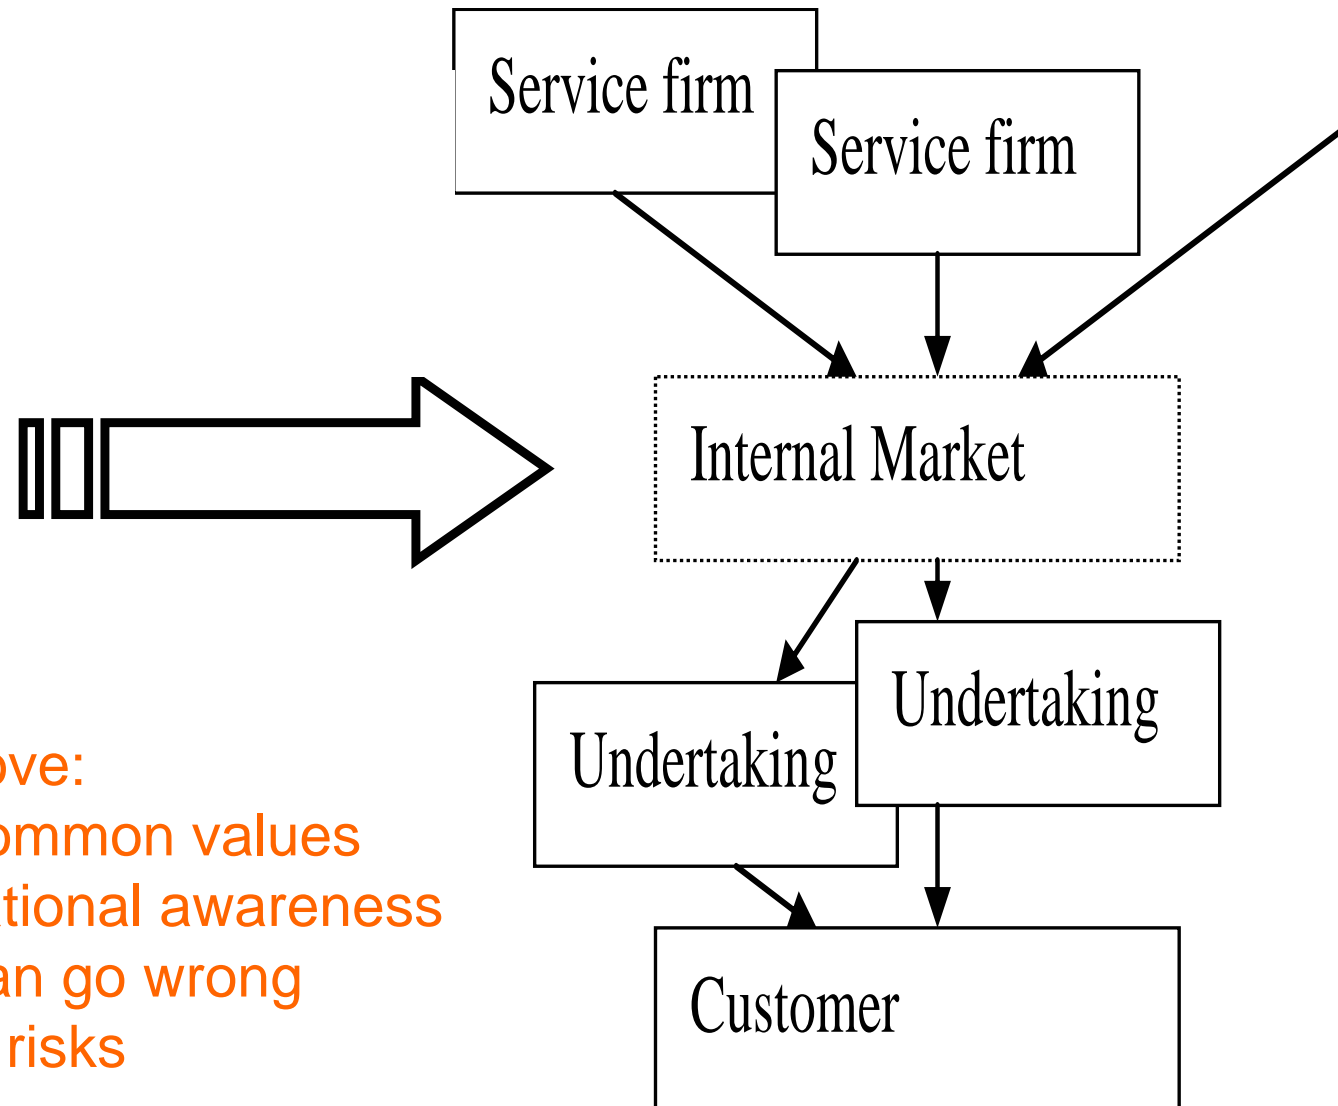 Service firm
Service firm
Internal Market
Undertaking
Undertaking
ove:
ommon values
tional awareness
an go wrong
risks
Customer